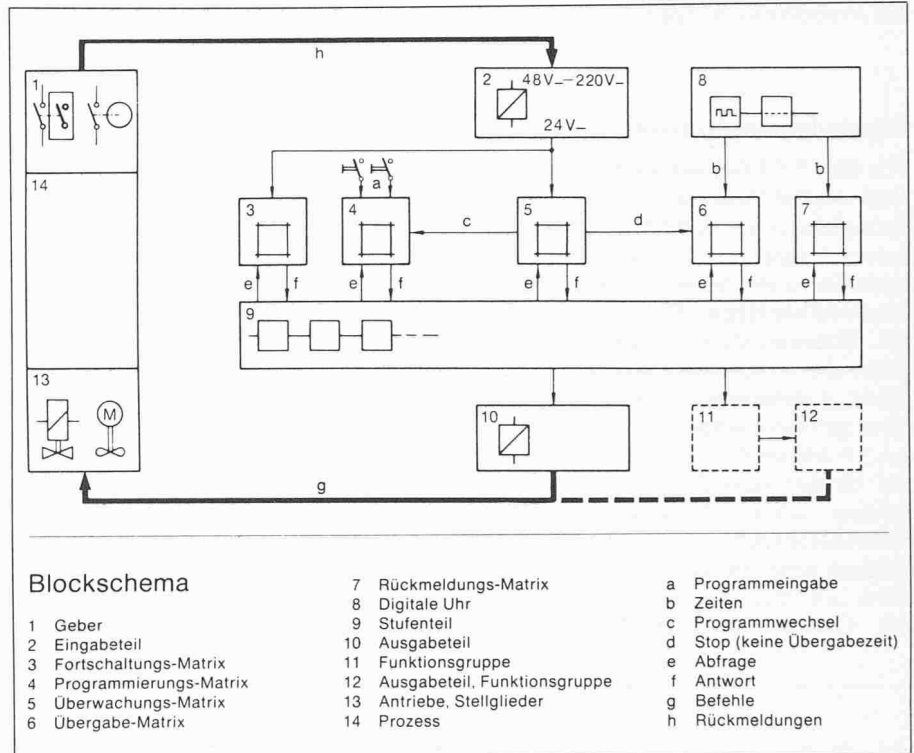 h
1
2 48V⎓220V⎓
24V⎓
8
14
a
b
b
3
4
c
5
d
6
7
e
f
e
f
e
f
e
f
e
f
9
13
M
10
11
12
g
Blockschema
1 Geber
2 Eingabeteil
3 Fortschaltungs-Matrix
4 Programmierungs-Matrix
5 Überwachungs-Matrix
6 Übergabe-Matrix
7 Rückmeldungs-Matrix
8 Digitale Uhr
9 Stufenteil
10 Ausgabeteil
11 Funktionsgruppe
12 Ausgabeteil, Funktionsgruppe
13 Antriebe, Stellglieder
14 Prozess
a Programmeingabe
b Zeiten
c Programmwechsel
d Stop (keine Übergabezeit)
e Abfrage
f Antwort
g Befehle
h Rückmeldungen